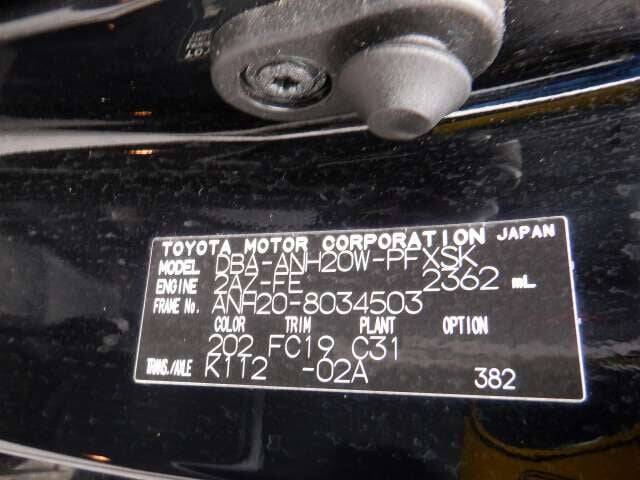 TOYOTA MOTOR CORPORATION JAPAN
MODEL DBA-ANH20W-PFXSK
ENGINE 2AZ-FE 2362 mL
FRAME No. ANH20-8034503
COLOR TRIM PLANT OPTION
202 FC19 C31
TRANS./AXLE K112 -02A 382